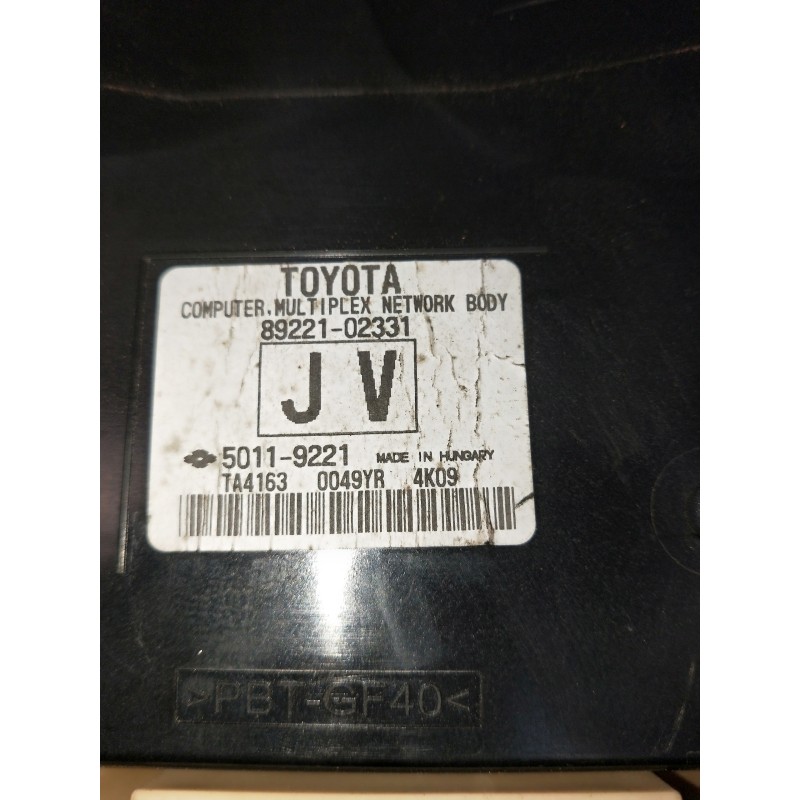 TOYOTA
COMPUTER,MULTIPLEX NETWORK BODY
89221-02331
JV
5011-9221 MADE IN HUNGARY
TA4163 0049YR 4K09
>PBT-GF40<